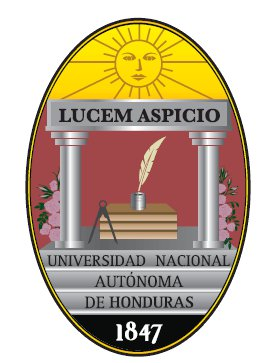 LUCEM ASPICIO
UNIVERSIDAD NACIONAL
AUTÓNOMA
DE HONDURAS
1847